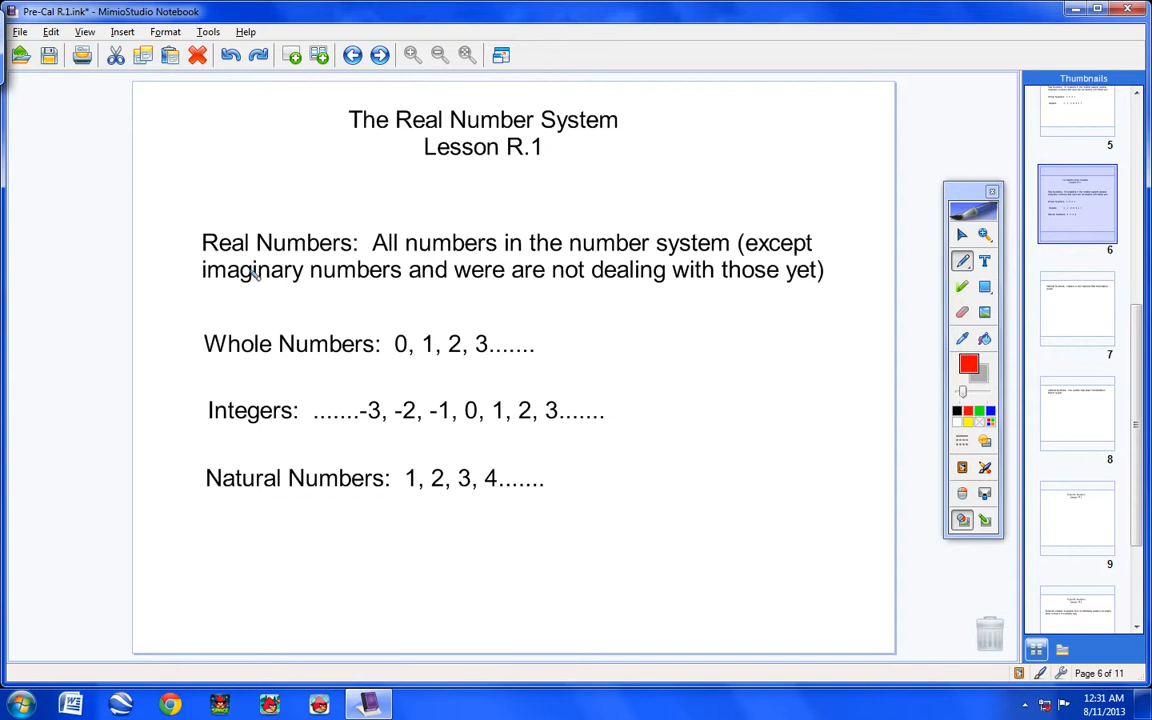 Pre-Cal R.1.ink* - MimioStudio Notebook
File Edit View Insert Format Tools Help
Thumbnails
The Real Number System
Lesson R.1
Real Numbers: All numbers in the number system (except
imaginary numbers and were are not dealing with those yet)
Whole Numbers: 0, 1, 2, 3.......
Integers: .......-3, -2, -1, 0, 1, 2, 3.......
Natural Numbers: 1, 2, 3, 4.......
5
6
7
8
9
Page 6 of 11
12:31 AM
8/11/2013